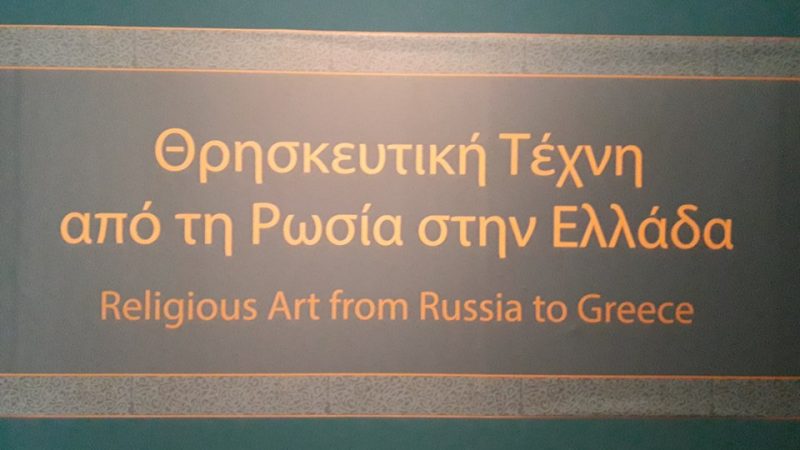 Θρησκευτική Τέχνη
από τη Ρωσία στην Ελλάδα
Religious Art from Russia to Greece